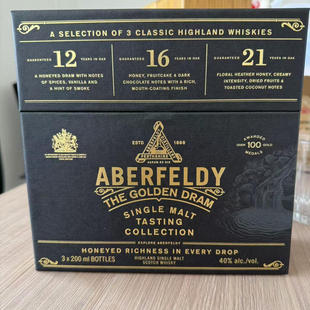 A SELECTION OF 3 CLASSIC HIGHLAND WHISKIES
GUARANTEED 12 YEARS IN OAK
A HONEYED DRAM WITH NOTES
OF SPICES, VANILLA AND
A HINT OF SMOKE
GUARANTEED 16 YEARS IN OAK
HONEY, FRUITCAKE & DARK
CHOCOLATE NOTES WITH A RICH,
MOUTH-COATING FINISH
GUARANTEED 21 YEARS IN OAK
FLORAL HEATHER HONEY, CREAMY
INTENSITY, DRIED FRUITS &
TOASTED COCONUT NOTES
ESTD 1896
PERTHSHIRE
AWARDED
OVER 100 GOLD
MEDALS
ABERFELDY
THE GOLDEN DRAM
SINGLE MALT
TASTING
COLLECTION
EXPLORE ABERFELDY
HONEYED RICHNESS IN EVERY DROP
3 x 200 ml BOTTLES
HIGHLAND SINGLE MALT
SCOTCH WHISKY
40% alc./vol.